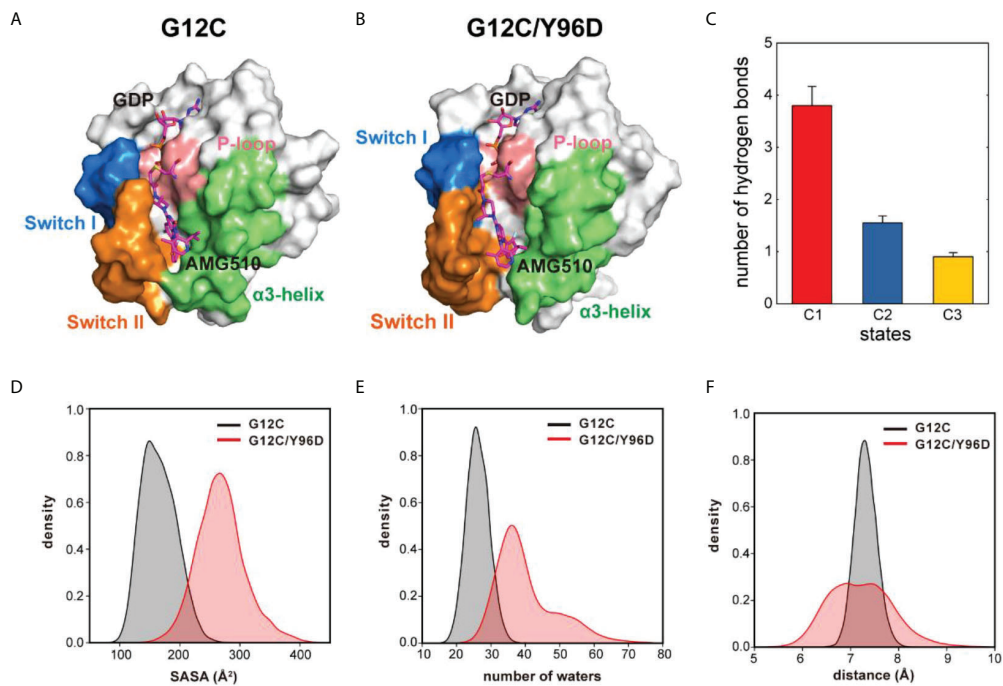 A
G12C
GDP
Switch I
P-loop
Switch I
AMG510
Switch II
α3-helix
B
G12C/Y96D
GDP
Switch I
P-loop
AMG510
Switch II
α3-helix
C
number of hydrogen bonds
5
4
3
2
1
0
C1 C2 C3
states
D
density
1.0
0.8
0.6
0.4
0.2
0.0
G12C
G12C/Y96D
100 200 300 400
SASA (Å²)
E
density
1.0
0.8
0.6
0.4
0.2
0.0
G12C
G12C/Y96D
10 20 30 40 50 60 70 80
number of waters
F
density
1.0
0.8
0.6
0.4
0.2
0.0
G12C
G12C/Y96D
5 6 7 8 9 10
distance (Å)